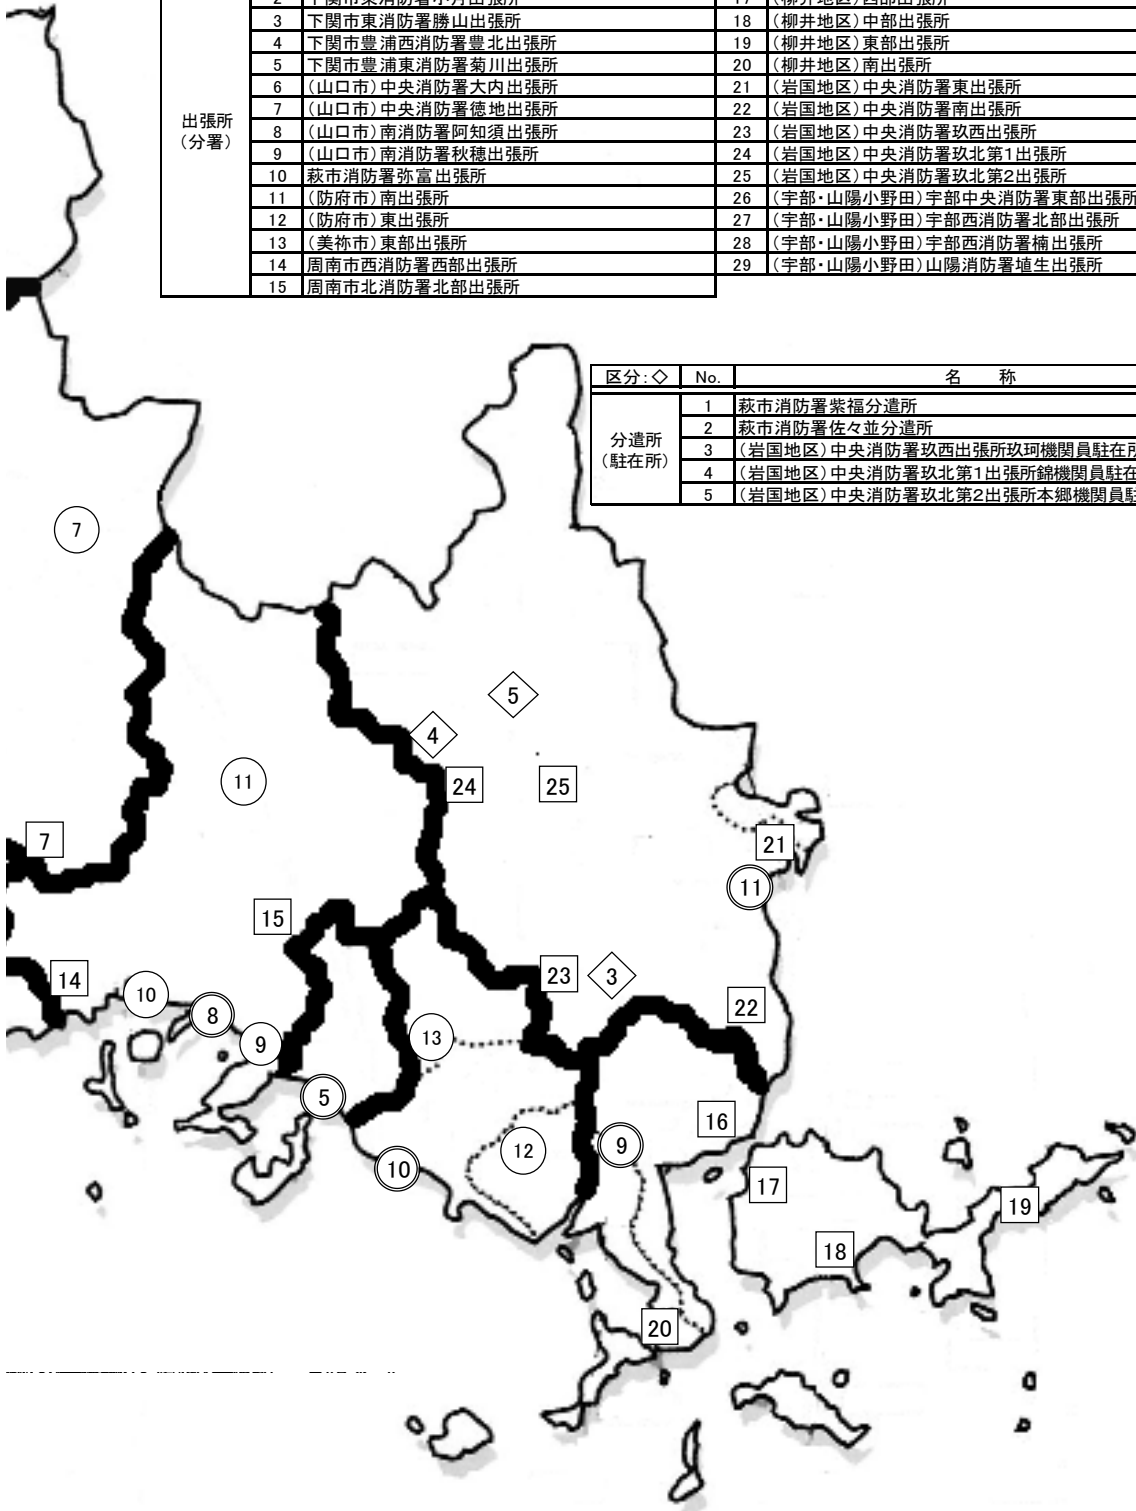 3 下関市東消防署勝山出張所 18 (柳井地区)中部出張所
4 下関市豊浦西消防署豊北出張所 19 (柳井地区)東部出張所
5 下関市豊浦東消防署菊川出張所 20 (柳井地区)南出張所
6 (山口市)中央消防署大内出張所 21 (岩国地区)中央消防署東出張所
出張所
(分署)
7 (山口市)中央消防署徳地出張所 22 (岩国地区)中央消防署南出張所
8 (山口市)南消防署阿知須出張所 23 (岩国地区)中央消防署玖西出張所
9 (山口市)南消防署秋穂出張所 24 (岩国地区)中央消防署玖北第1出張所
10 萩市消防署弥富出張所 25 (岩国地区)中央消防署玖北第2出張所
11 (防府市)南出張所 26 (宇部・山陽小野田)宇部中央消防署東部出張所
12 (防府市)東出張所 27 (宇部・山陽小野田)宇部西消防署北部出張所
13 (美祢市)東部出張所 28 (宇部・山陽小野田)宇部西消防署楠出張所
14 周南市西消防署西部出張所 29 (宇部・山陽小野田)山陽消防署埴生出張所
15 周南市北消防署北部出張所
区分:◇ No. 名 称
分遣所
(駐在所)
1 萩市消防署紫福分遣所
2 萩市消防署佐々並分遣所
3 (岩国地区)中央消防署玖西出張所玖珂機関員駐在所
4 (岩国地区)中央消防署玖北第1出張所錦機関員駐在
5 (岩国地区)中央消防署玖北第2出張所本郷機関員駐
7
5
4
11
24
25
7
21
11
15
14
10
8
9
23
3
22
13
5
16
10
12
9
17
19
18
20